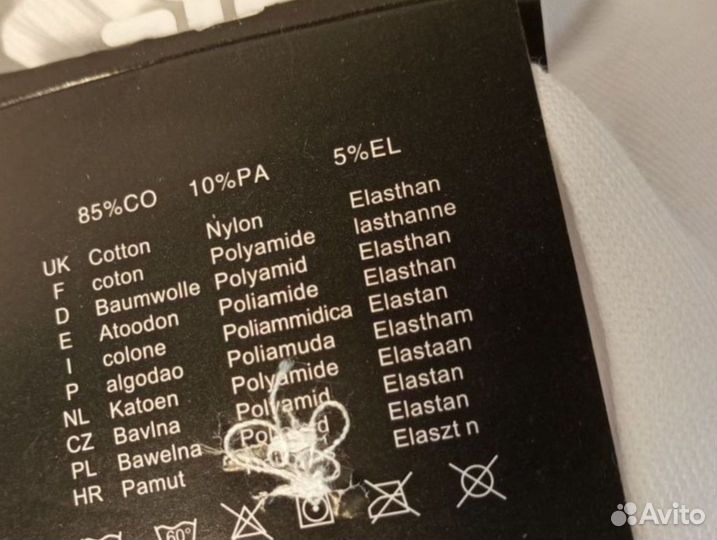 85%CO 10%PA 5%EL
UK Cotton Nylon Elasthan
F coton Polyamide lasthanne
D Baumwolle Polyamid Elasthan
E Atoodon Poliamide Elasthan
I colone Poliammidica Elastan
P algodao Poliamuda Elastham
NL Katoen Polyamide Elastaan
CZ Bavlna Polyamid Elastan
PL Bawelna Elastan
HR Pamut Elaszt n
60°
Avito